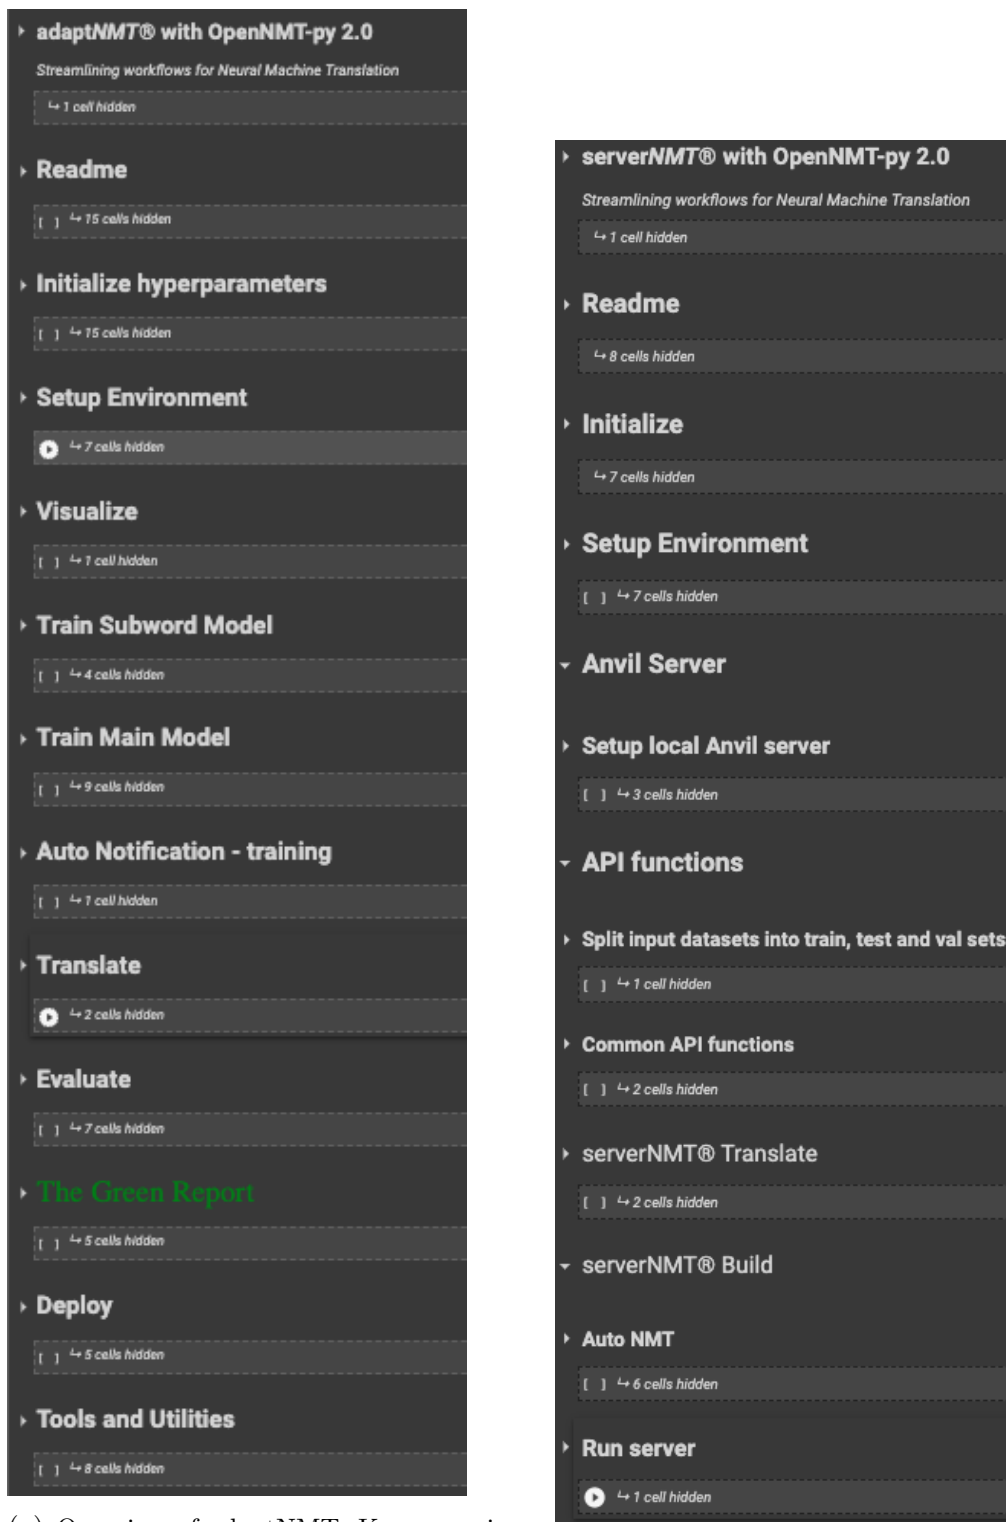 adaptNMT® with OpenNMT-py 2.0
Streamlining workflows for Neural Machine Translation
1 cell hidden
Readme
[ ] 15 cells hidden
Initialize hyperparameters
[ ] 15 cells hidden
Setup Environment
7 cells hidden
Visualize
[ ] 1 cell hidden
Train Subword Model
[ ] 4 cells hidden
Train Main Model
[ ] 9 cells hidden
Auto Notification - training
[ ] 1 cell hidden
Translate
2 cells hidden
Evaluate
[ ] 7 cells hidden
The Green Report
[ ] 5 cells hidden
Deploy
[ ] 5 cells hidden
Tools and Utilities
[ ] 8 cells hidden
serverNMT® with OpenNMT-py 2.0
Streamlining workflows for Neural Machine Translation
1 cell hidden
Readme
8 cells hidden
Initialize
7 cells hidden
Setup Environment
[ ] 7 cells hidden
Anvil Server
Setup local Anvil server
[ ] 3 cells hidden
API functions
Split input datasets into train, test and val sets
[ ] 1 cell hidden
Common API functions
[ ] 2 cells hidden
serverNMT® Translate
[ ] 2 cells hidden
serverNMT® Build
Auto NMT
[ ] 6 cells hidden
Run server
1 cell hidden